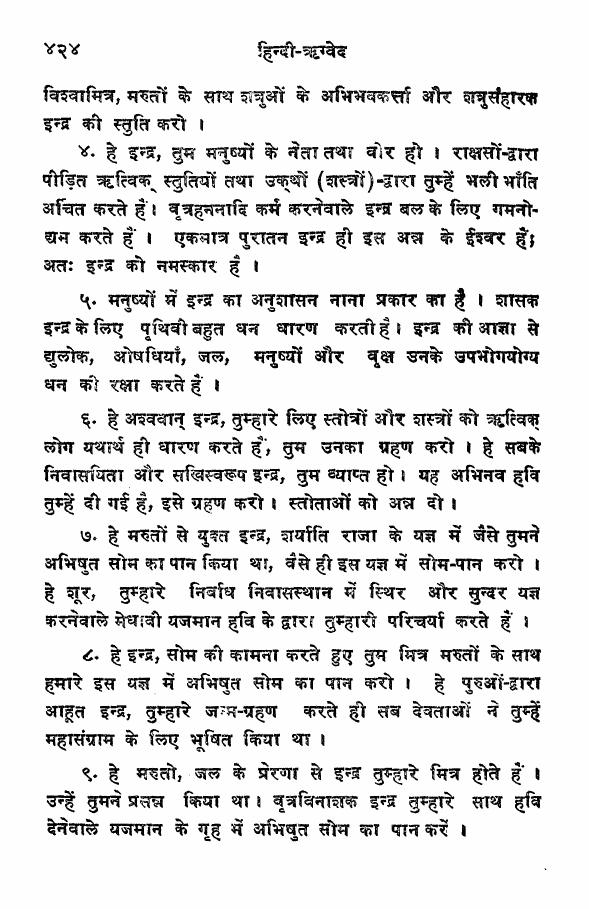 ४२४ हिन्दी-ऋग्वेद
विश्वामित्र, मरुतों के साथ शत्रुओं के अभिभवकर्त्ता और शत्रुसंहारक
इन्द्र की स्तुति करो ।
४. हे इन्द्र, तुम मनुष्यों के नेता तथा वीर हो । राक्षसों-द्वारा
पीड़ित ऋत्विक् स्तुतियों तथा उक्थों (शस्त्रों)-द्वारा तुम्हें भली भाँति
अर्चित करते हैं। वृत्रहननादि कर्म करनेवाले इन्द्र बल के लिए गमनो-
द्यम करते हैं । एकमात्र पुरातन इन्द्र ही इस अन्न के ईश्वर हैं;
अतः इन्द्र को नमस्कार है ।
५. मनुष्यों में इन्द्र का अनुशासन नाना प्रकार का है । शासक
इन्द्र के लिए पृथिवी बहुत धन धारण करती है। इन्द्र की आज्ञा से
द्युलोक, ओषधियाँ, जल, मनुष्यों और वृक्ष उनके उपभोगयोग्य
धन की रक्षा करते हैं ।
६. हे अश्ववान् इन्द्र, तुम्हारे लिए स्तोत्रों और शस्त्रों को ऋत्विक्
लोग यथार्थ ही धारण करते हैं, तुम उनका ग्रहण करो । हे सबके
निवासयिता और सखिस्वरूप इन्द्र, तुम व्याप्त हो । यह अभिनव हवि
तुम्हें दी गई है, इसे ग्रहण करो । स्तोताओं को अन्न दो ।
७. हे मरुतों से युक्त इन्द्र, शर्याति राजा के यज्ञ में जैसे तुमने
अभिषुत सोम का पान किया था, वैसे ही इस यज्ञ में सोम-पान करो ।
हे शूर, तुम्हारे निर्बाध निवासस्थान में स्थिर और सुन्दर यज्ञ
करनेवाले मेधावी यजमान हवि के द्वारा तुम्हारी परिचर्या करते हैं ।
८. हे इन्द्र, सोम की कामना करते हुए तुम मित्र मरुतों के साथ
हमारे इस यज्ञ में अभिषुत सोम का पान करो । हे पुरुओं-द्वारा
आहूत इन्द्र, तुम्हारे जन्म-ग्रहण करते ही सब देवताओं ने तुम्हें
महासंग्राम के लिए भूषित किया था ।
९. हे मरुतो, जल के प्रेरणा से इन्द्र तुम्हारे मित्र होते हैं ।
उन्हें तुमने प्रसन्न किया था। वृत्रविनाशक इन्द्र तुम्हारे साथ हवि
देनेवाले यजमान के गृह में अभिषुत सोम का पान करें ।